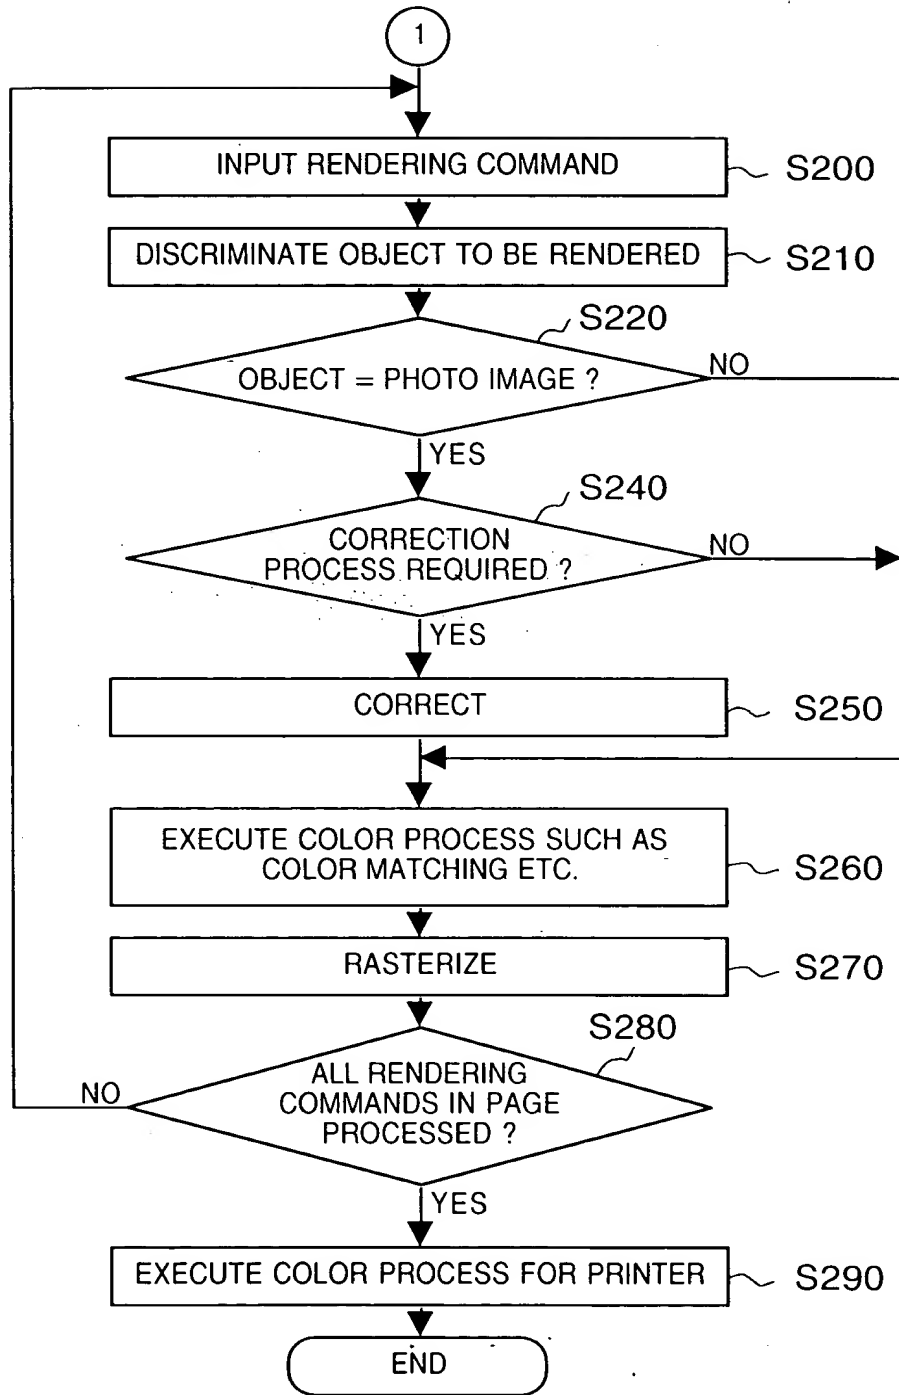 1
INPUT RENDERING COMMAND
S200
DISCRIMINATE OBJECT TO BE RENDERED
S210
S220
OBJECT = PHOTO IMAGE ?
NO
YES
S240
CORRECTION
PROCESS REQUIRED ?
NO
YES
CORRECT
S250
EXECUTE COLOR PROCESS SUCH AS
COLOR MATCHING ETC.
S260
RASTERIZE
S270
S280
ALL RENDERING
COMMANDS IN PAGE
PROCESSED ?
NO
YES
EXECUTE COLOR PROCESS FOR PRINTER
S290
END